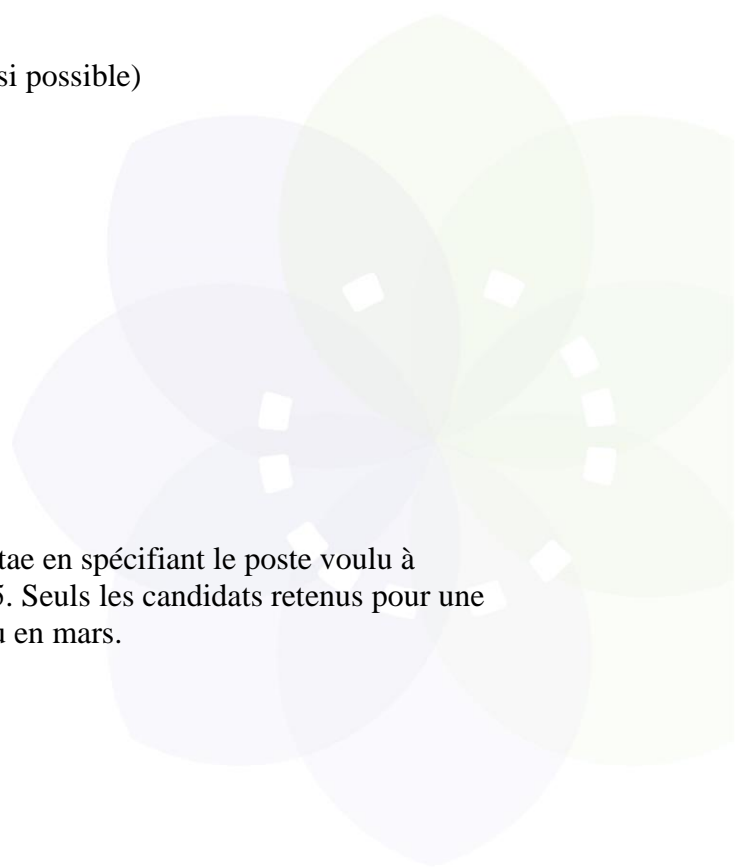 si possible)
tae en spécifiant le poste voulu à
5. Seuls les candidats retenus pour une
u en mars.